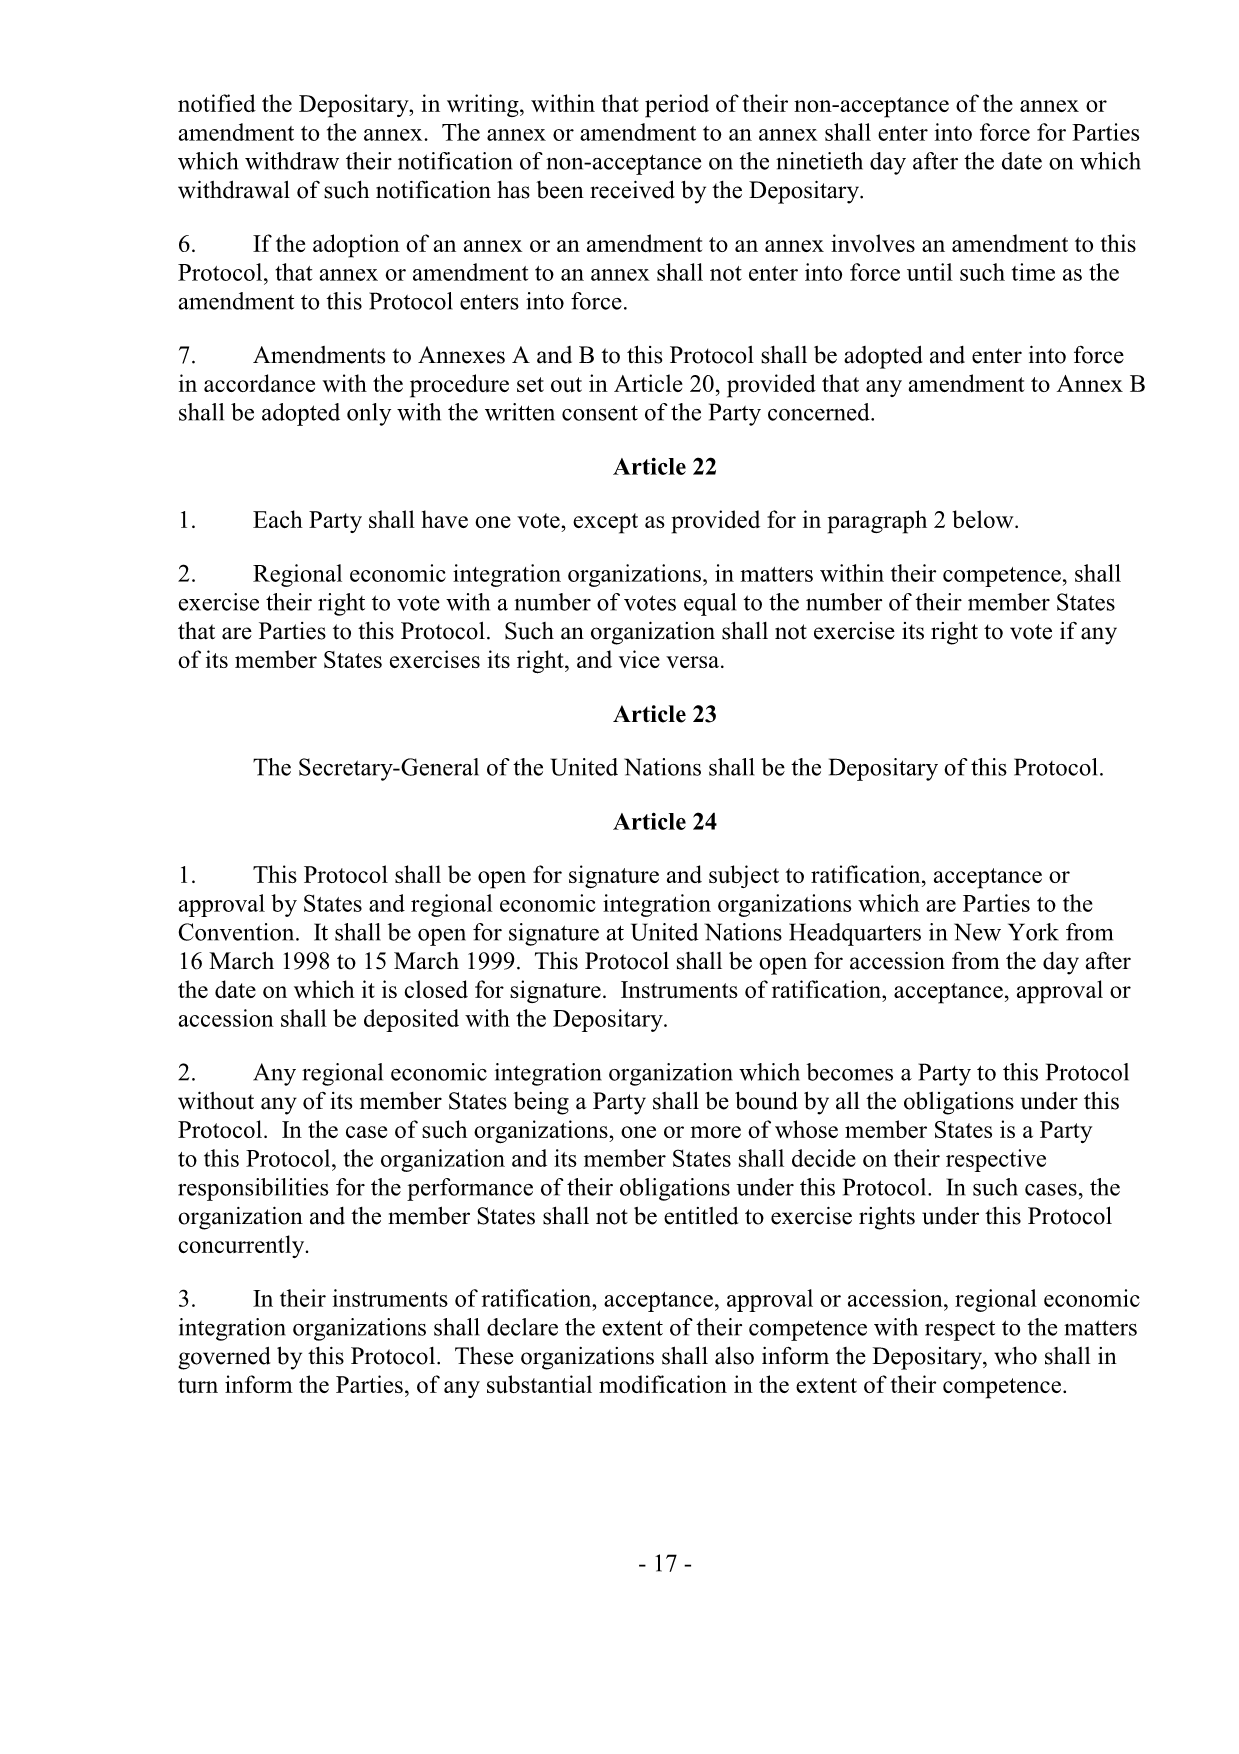 notified the Depositary, in writing, within that period of their non-acceptance of the annex or
amendment to the annex.  The annex or amendment to an annex shall enter into force for Parties
which withdraw their notification of non-acceptance on the ninetieth day after the date on which
withdrawal of such notification has been received by the Depositary.
6. If the adoption of an annex or an amendment to an annex involves an amendment to this
Protocol, that annex or amendment to an annex shall not enter into force until such time as the
amendment to this Protocol enters into force.
7. Amendments to Annexes A and B to this Protocol shall be adopted and enter into force
in accordance with the procedure set out in Article 20, provided that any amendment to Annex B
shall be adopted only with the written consent of the Party concerned.
Article 22
1. Each Party shall have one vote, except as provided for in paragraph 2 below.
2. Regional economic integration organizations, in matters within their competence, shall
exercise their right to vote with a number of votes equal to the number of their member States
that are Parties to this Protocol.  Such an organization shall not exercise its right to vote if any
of its member States exercises its right, and vice versa.
Article 23
The Secretary-General of the United Nations shall be the Depositary of this Protocol.
Article 24
1. This Protocol shall be open for signature and subject to ratification, acceptance or
approval by States and regional economic integration organizations which are Parties to the
Convention.  It shall be open for signature at United Nations Headquarters in New York from
16 March 1998 to 15 March 1999.  This Protocol shall be open for accession from the day after
the date on which it is closed for signature.  Instruments of ratification, acceptance, approval or
accession shall be deposited with the Depositary.
2. Any regional economic integration organization which becomes a Party to this Protocol
without any of its member States being a Party shall be bound by all the obligations under this
Protocol.  In the case of such organizations, one or more of whose member States is a Party
to this Protocol, the organization and its member States shall decide on their respective
responsibilities for the performance of their obligations under this Protocol.  In such cases, the
organization and the member States shall not be entitled to exercise rights under this Protocol
concurrently.
3. In their instruments of ratification, acceptance, approval or accession, regional economic
integration organizations shall declare the extent of their competence with respect to the matters
governed by this Protocol.  These organizations shall also inform the Depositary, who shall in
turn inform the Parties, of any substantial modification in the extent of their competence.
- 17 -